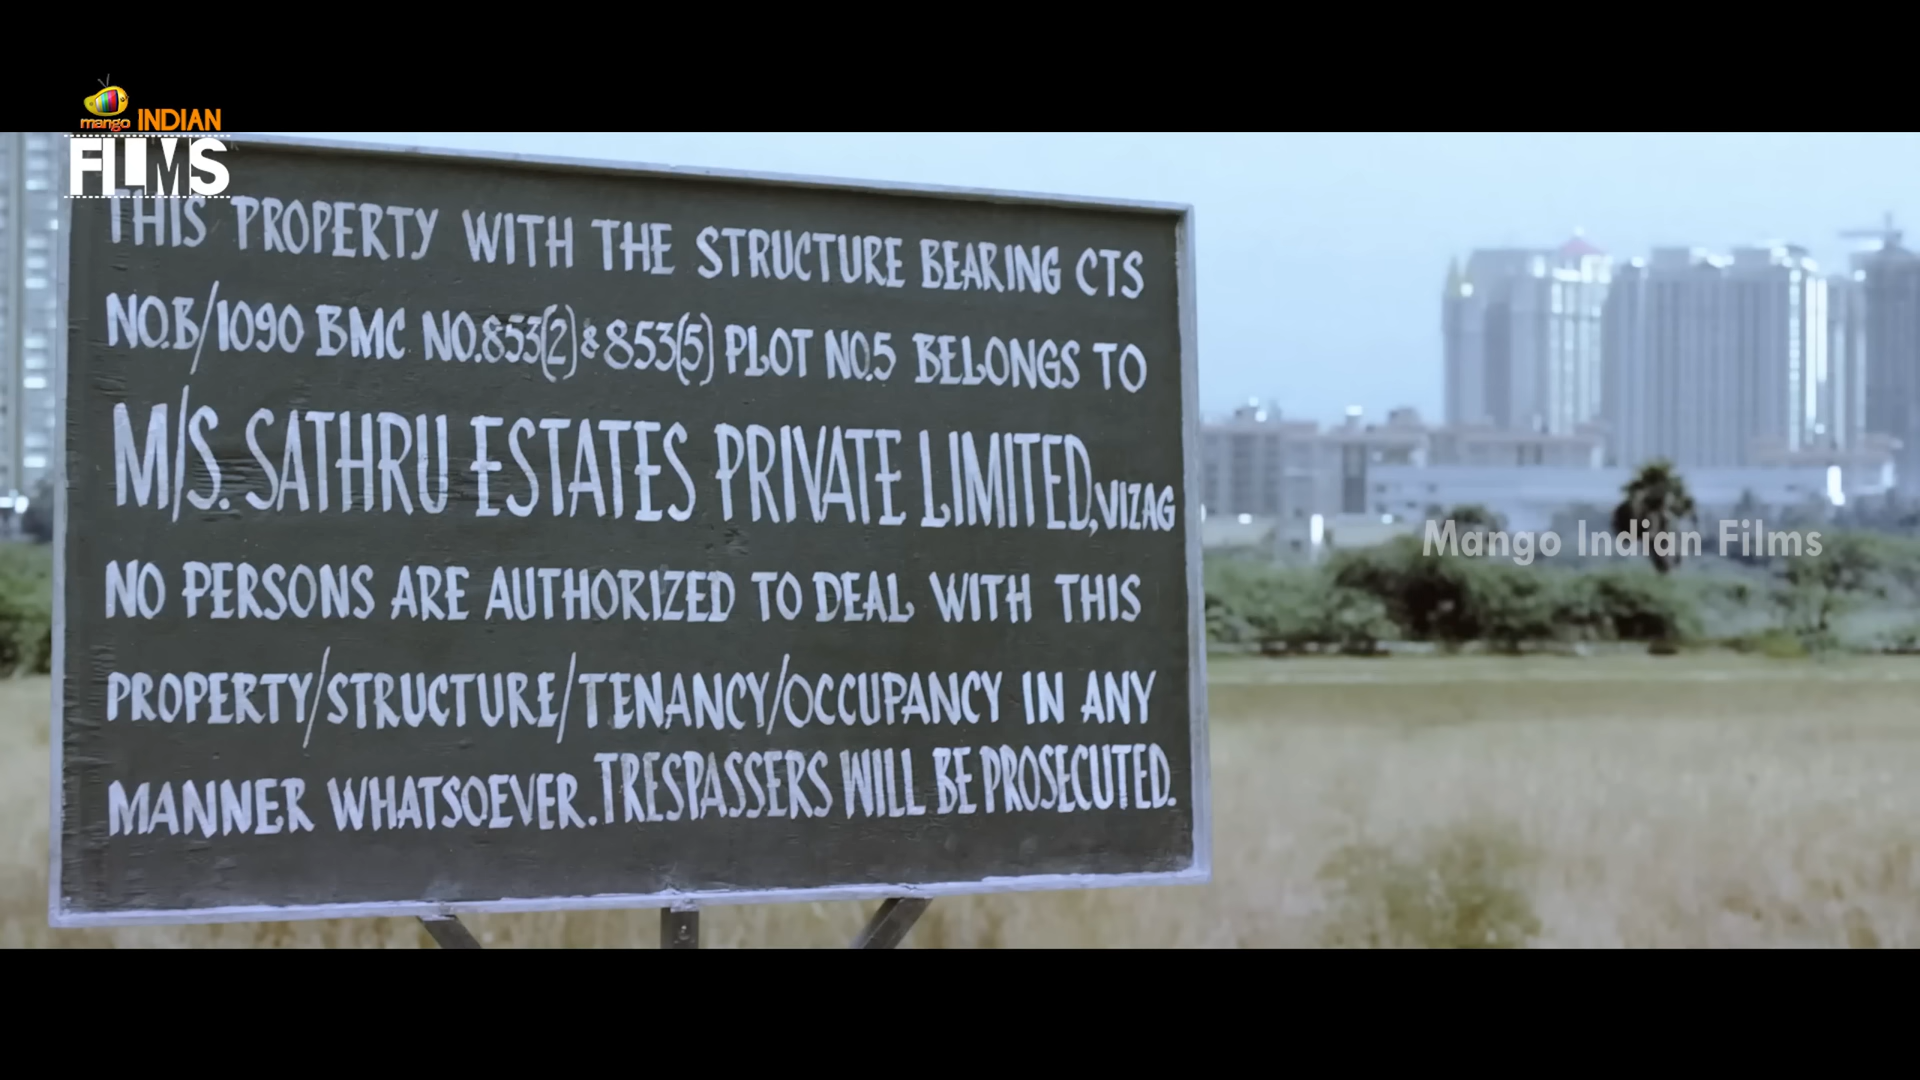 mango INDIAN
FILMS
THIS PROPERTY WITH THE STRUCTURE BEARING CTS
NO.B/1090 BMC NO.853(2)&853(5) PLOT NO.5 BELONGS TO
M/S. SATHRU ESTATES PRIVATE LIMITED,VIZAG
NO PERSONS ARE AUTHORIZED TO DEAL WITH THIS
PROPERTY/STRUCTURE/TENANCY/OCCUPANCY IN ANY
MANNER WHATSOEVER.TRESPASSERS WILL BE PROSECUTED.
Mango Indian Films